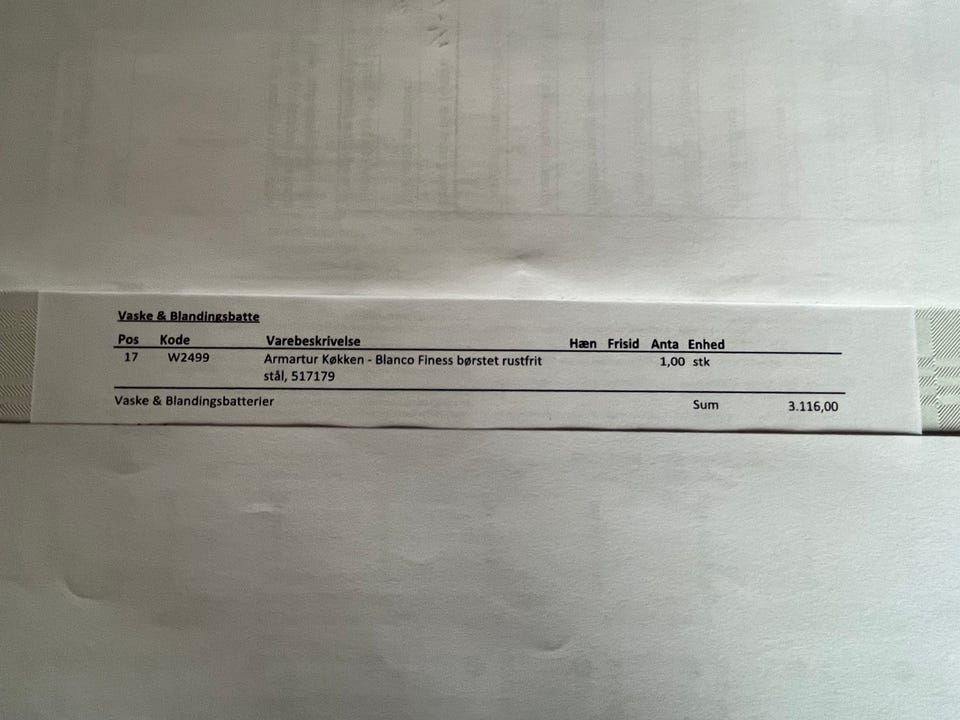 Vaske & Blandingsbatte
Pos Kode Varebeskrivelse Hæn Frisid Anta Enhed
17 W2499 Armartur Køkken - Blanco Finess børstet rustfrit 1,00 stk
stål, 517179
Vaske & Blandingsbatterier Sum 3.116,00